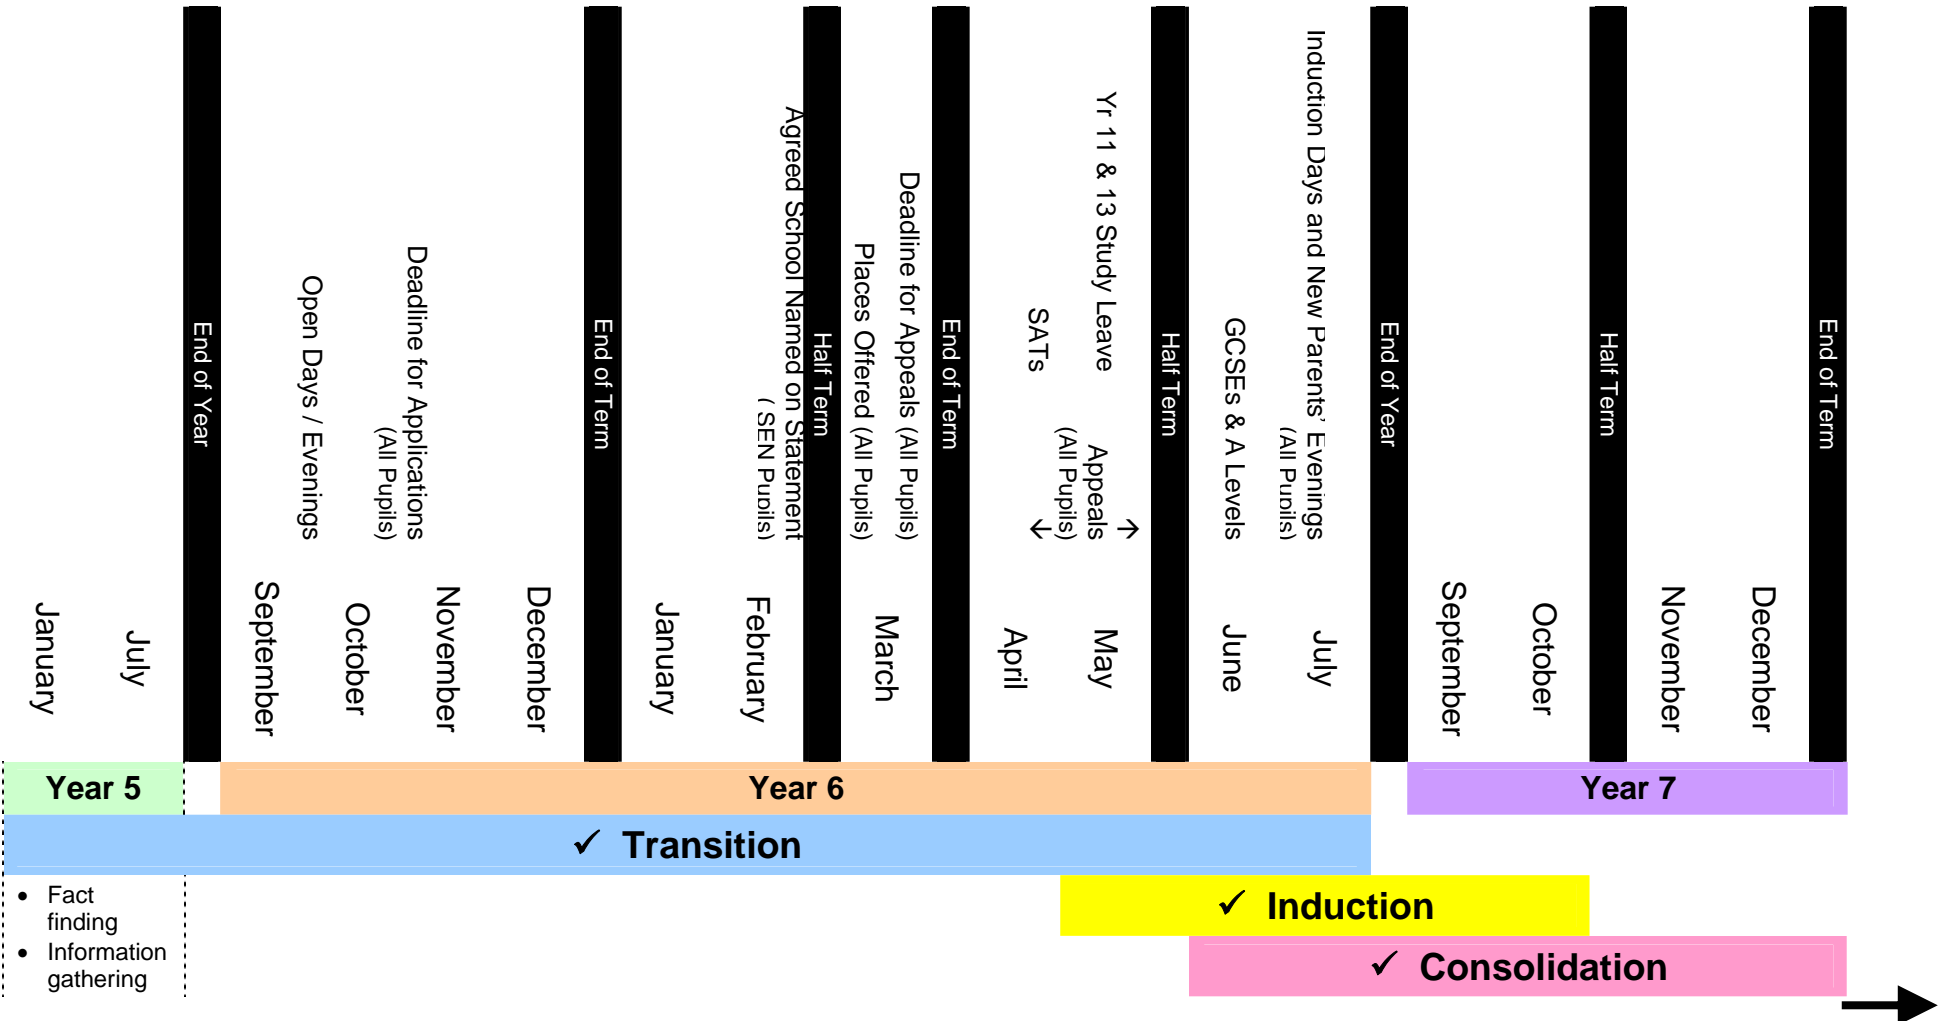 End of Year
Open Days / Evenings
Deadline for Applications
(All Pupils)
End of Term
Agreed School Named on Statement
( SEN Pupils)
Half Term
Places Offered (All Pupils)
Deadline for Appeals (All Pupils)
End of Term
SATs
Yr 11 & 13 Study Leave
Appeals
(All Pupils)
← →
Half Term
GCSEs & A Levels
Induction Days and New Parents’ Evenings
(All Pupils)
End of Year
Half Term
End of Term
January
July
September
October
November
December
January
February
March
April
May
June
July
September
October
November
December
Year 5
Year 6
Year 7
✓ Transition
• Fact
finding
• Information
gathering
✓ Induction
✓ Consolidation